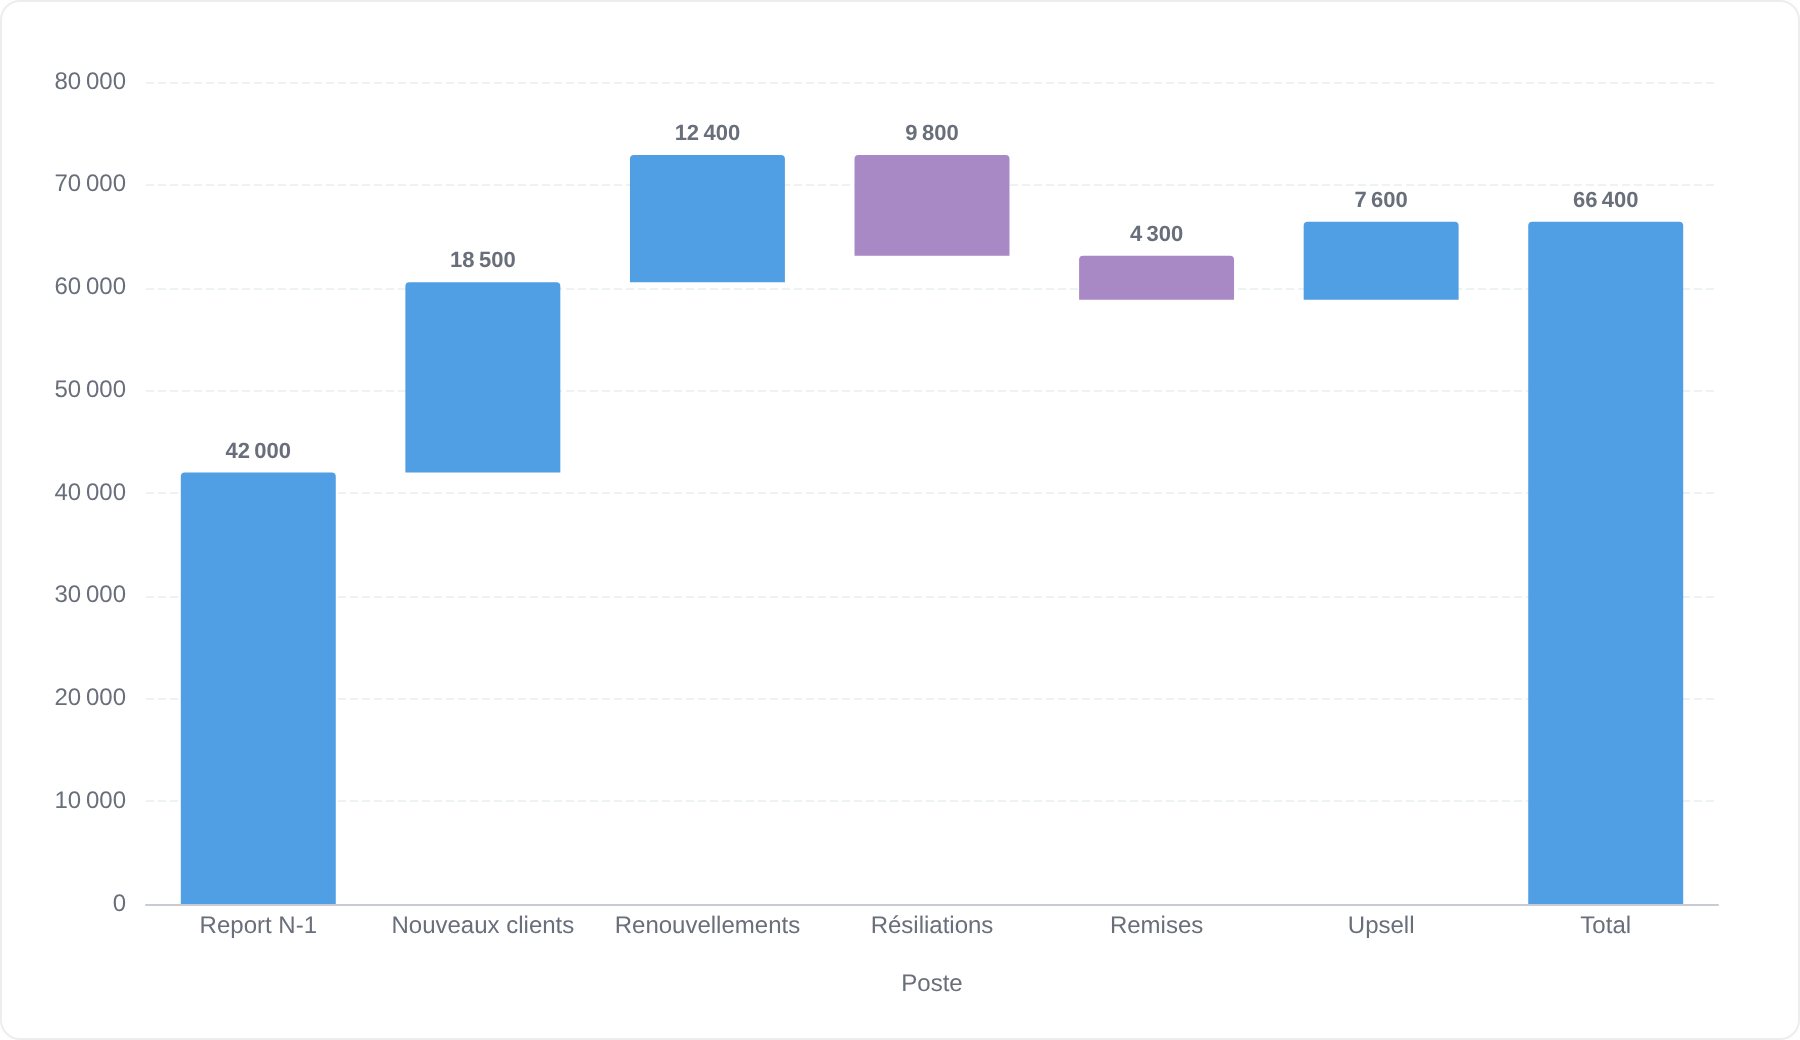 80 000
70 000
60 000
50 000
40 000
30 000
20 000
10 000
0
42 000
18 500
12 400
9 800
4 300
7 600
66 400
Report N-1
Nouveaux clients
Renouvellements
Résiliations
Remises
Upsell
Total
Poste